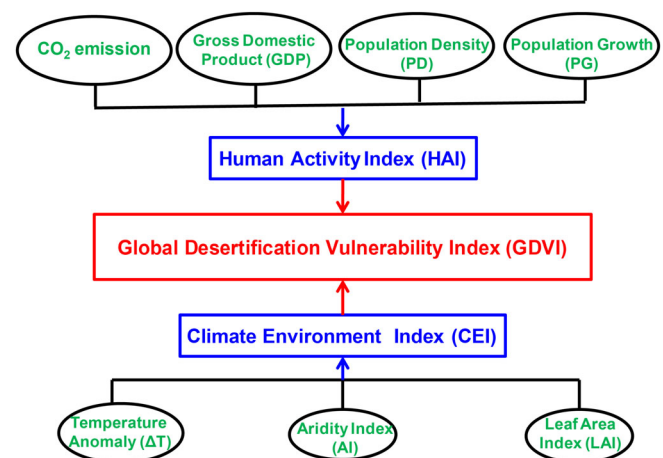 CO₂ emission
Gross Domestic
Product (GDP)
Population Density
(PD)
Population Growth
(PG)
Human Activity Index (HAI)
Global Desertification Vulnerability Index (GDVI)
Climate Environment Index (CEI)
Temperature
Anomaly (ΔT)
Aridity Index
(AI)
Leaf Area
Index (LAI)